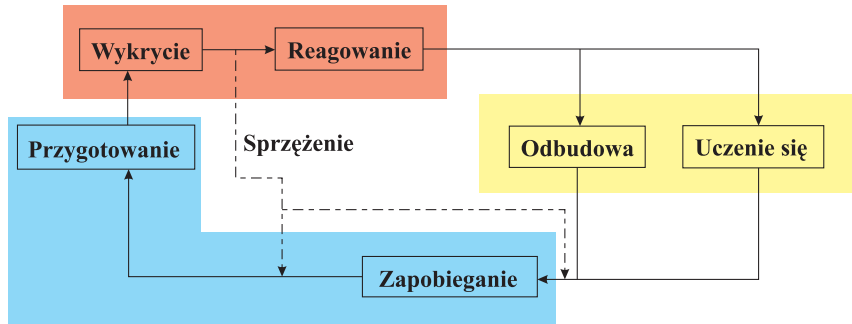 Wykrycie
Reagowanie
Przygotowanie
Sprzężenie
Odbudowa
Uczenie się
Zapobieganie